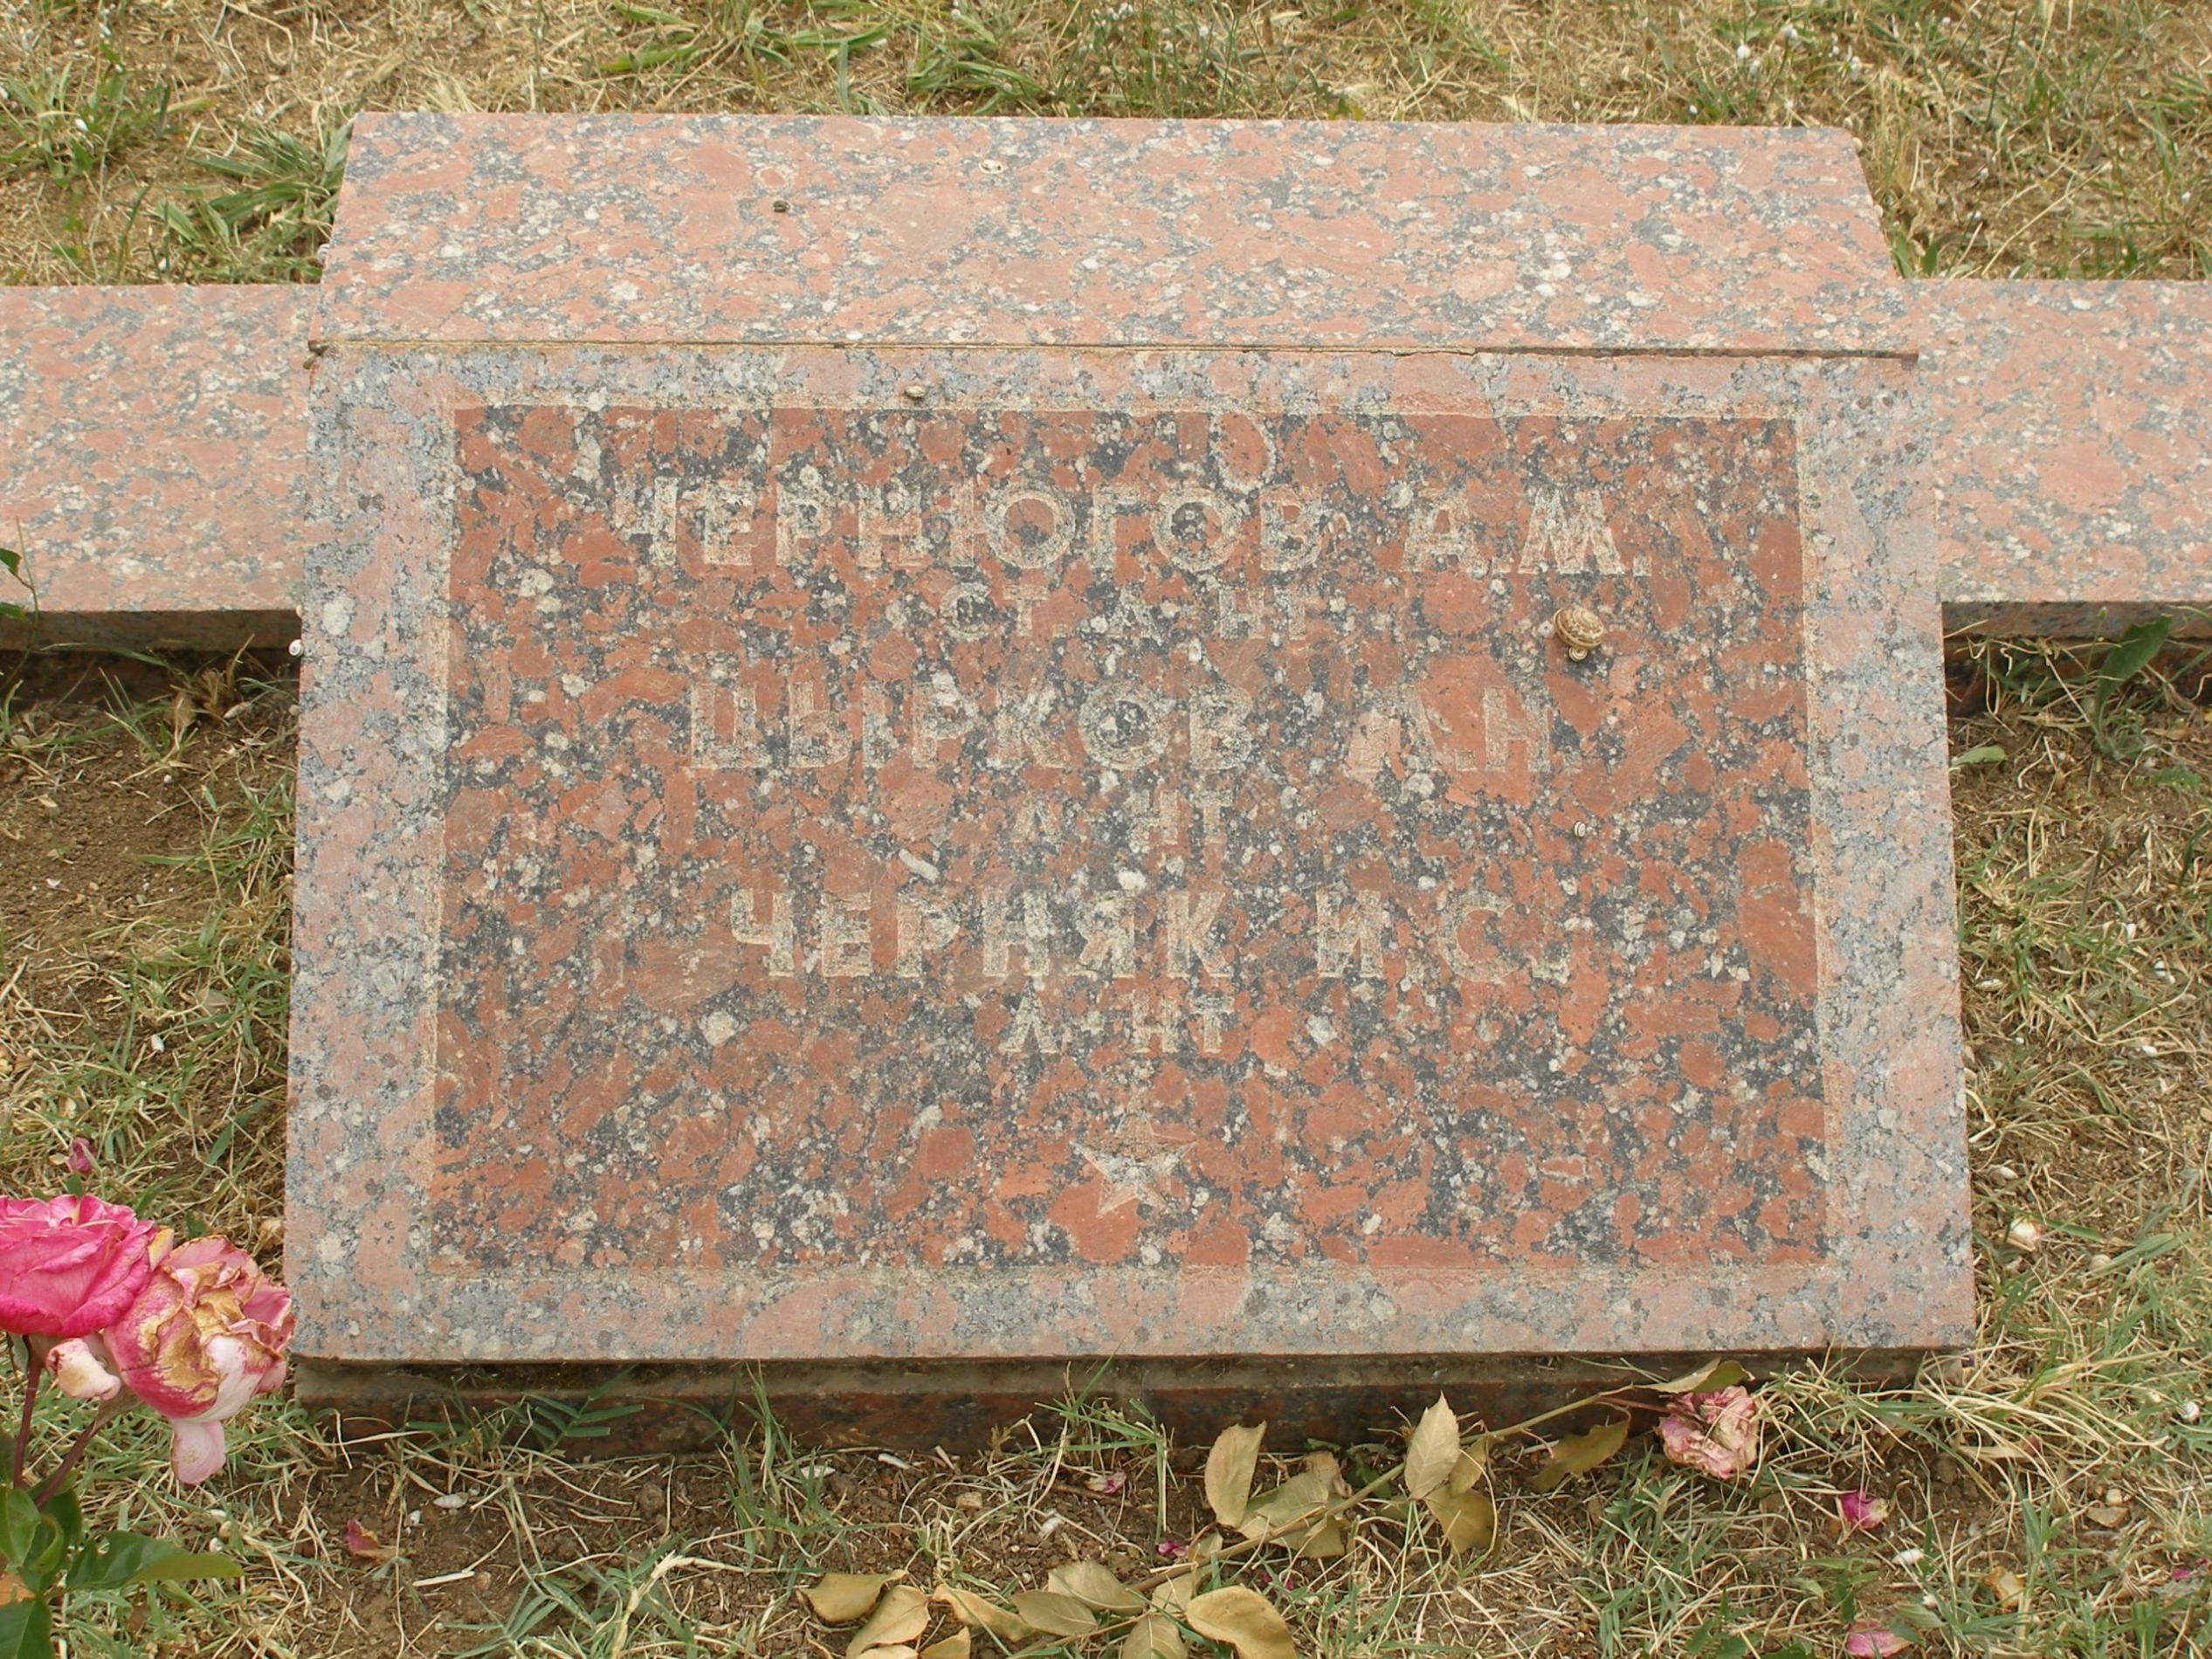 ЧЕРНЮГОВ А.М.
СТ. Л-НТ
ЦЫРКОВ
Л-НТ
ЧЕРНЯК И.С.
Л-НТ